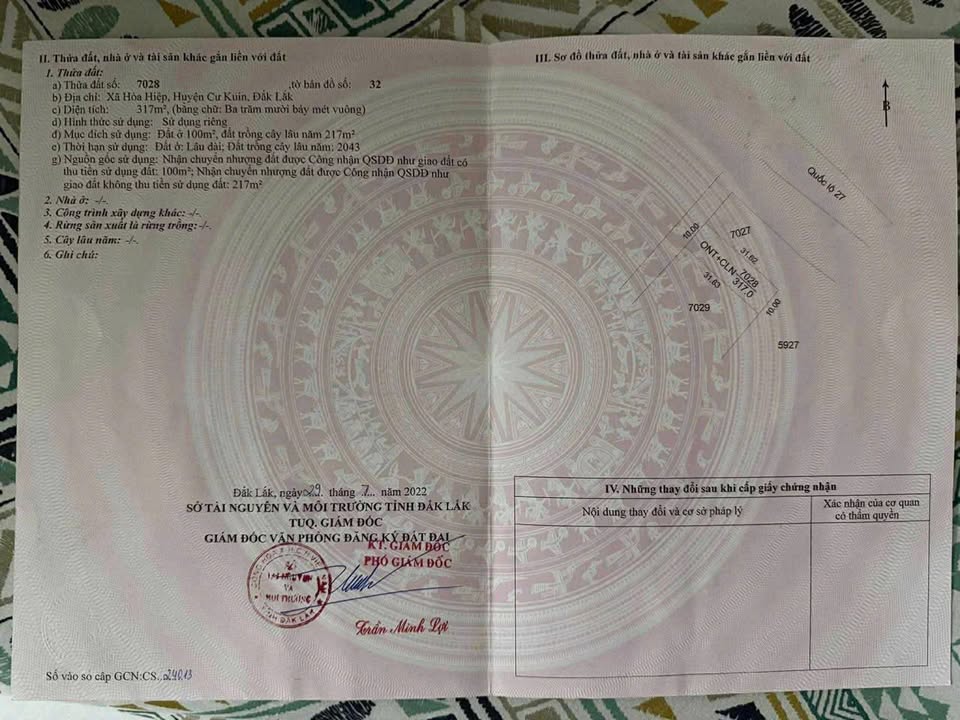 II. Thửa đất, nhà ở và tài sản khác gắn liền với đất
1. Thửa đất:
a) Thửa đất số: 7028 ,tờ bản đồ số: 32
b) Địa chỉ: Xã Hòa Hiệp, Huyện Cư Kuin, Đắk Lắk
c) Diện tích: 317m², (bằng chữ: Ba trăm mười bảy mét vuông)
d) Hình thức sử dụng: Sử dụng riêng
đ) Mục đích sử dụng: Đất ở 100m², đất trồng cây lâu năm 217m²
e) Thời hạn sử dụng: Đất ở: Lâu dài; Đất trồng cây lâu năm: 2043
g) Nguồn gốc sử dụng: Nhận chuyển nhượng đất được Công nhận QSDĐ như giao đất có
thu tiền sử dụng đất: 100m²; Nhận chuyển nhượng đất được Công nhận QSDĐ như
giao đất không thu tiền sử dụng đất: 217m²
2. Nhà ở: -/-
3. Công trình xây dựng khác: -/-.
4. Rừng sản xuất là rừng trồng:-/-.
5. Cây lâu năm: -/-.
6. Ghi chú:
Đắk Lắk, ngày 29 tháng 7 năm 2022
SỞ TÀI NGUYÊN VÀ MÔI TRƯỜNG TỈNH ĐẮK LẮK
TUQ. GIÁM ĐỐC
GIÁM ĐỐC VĂN PHÒNG ĐĂNG KÝ ĐẤT ĐAI
KT. GIÁM ĐỐC
PHÓ GIÁM ĐỐC
SỞ
TÀI NGUYÊN
VÀ
MÔI TRƯỜNG
TỈNH ĐẮK LẮK
Trần Minh Lợi
Số vào sổ cấp GCN:CS..24013
III. Sơ đồ thửa đất, nhà ở và tài sản khác gắn liền với đất
B
Quốc lộ 27
10.00
7027
31.62
ONT+CLN 7028
317.0
31.63
10.00
7029
5927
IV. Những thay đổi sau khi cấp giấy chứng nhận
Nội dung thay đổi và cơ sở pháp lý
Xác nhận của cơ quan
có thẩm quyền